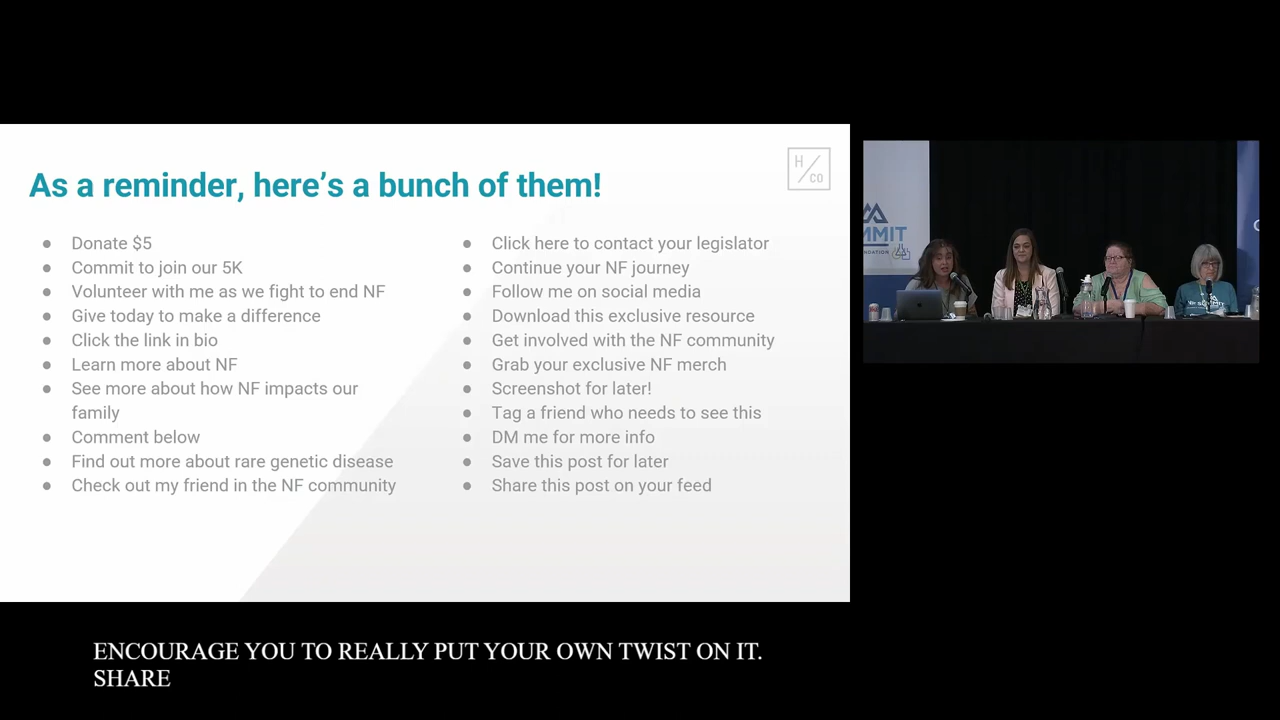 As a reminder, here's a bunch of them!
H/CO
● Donate $5
● Commit to join our 5K
● Volunteer with me as we fight to end NF
● Give today to make a difference
● Click the link in bio
● Learn more about NF
● See more about how NF impacts our
family
● Comment below
● Find out more about rare genetic disease
● Check out my friend in the NF community
● Click here to contact your legislator
● Continue your NF journey
● Follow me on social media
● Download this exclusive resource
● Get involved with the NF community
● Grab your exclusive NF merch
● Screenshot for later!
● Tag a friend who needs to see this
● DM me for more info
● Save this post for later
● Share this post on your feed
MMIT
NDATION
SUMMIT
ENCOURAGE YOU TO REALLY PUT YOUR OWN TWIST ON IT.
SHARE